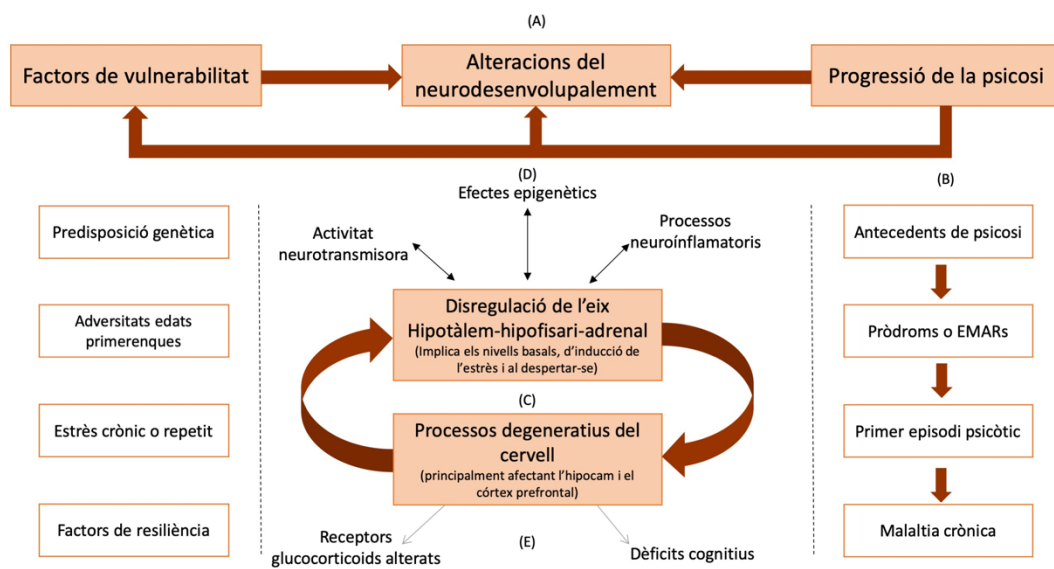 (A)
Factors de vulnerabilitat
Alteracions del
neurodesenvolupalement
Progressió de la psicosi
(D)
Efectes epigenètics
(B)
Predisposició genètica
Adversitats edats
primerenques
Estrès crònic o repetit
Factors de resiliència
Activitat
neurotransmisora
Processos
neuroínflamatoris
Disregulació de l'eix
Hipotàlem-hipofisari-adrenal
(Implica els nivells basals, d'inducció de
l'estrès i al despertar-se)
(C)
Processos degeneratius del
cervell
(principalment afectant l'hipocam i el
córtex prefrontal)
Receptors
glucocorticoids alterats
(E)
Dèficits cognitius
Antecedents de psicosi
Pròdroms o EMARs
Primer episodi psicòtic
Malaltia crònica